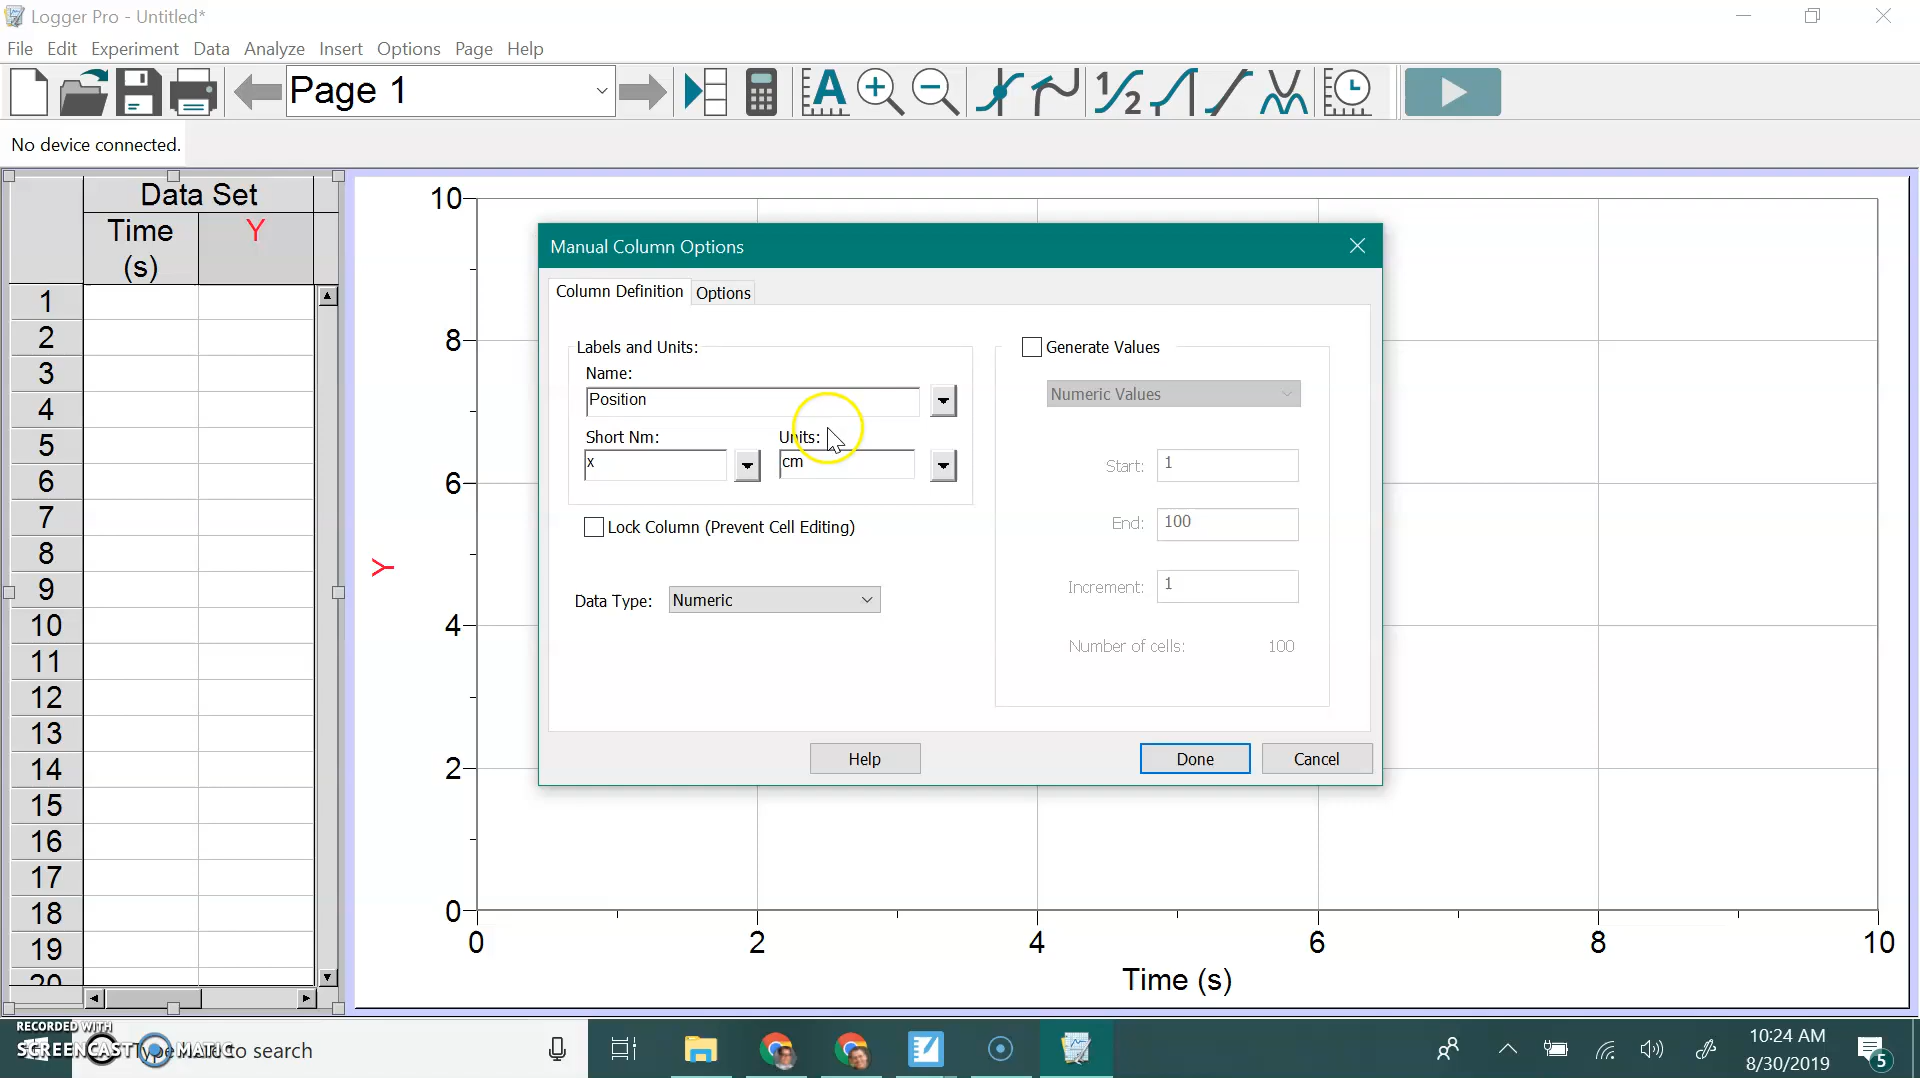 Logger Pro - Untitled*
File Edit Experiment Data Analyze Insert Options Page Help
Page 1
No device connected.
Data Set
Time
(s)
Y
1
2
3
4
5
6
7
8
9
10
11
12
13
14
15
16
17
18
19
20
10
8
6
4
2
0
Y
0 2 4 6 8 10
Time (s)
Manual Column Options
Column Definition Options
Labels and Units:
Name:
Position
Short Nm: Units:
x cm
Lock Column (Prevent Cell Editing)
Data Type: Numeric
Generate Values
Numeric Values
Start: 1
End: 100
Increment: 1
Number of cells: 100
Help Done Cancel
RECORDED WITH
SCREENCAST MATIC
Type here to search
10:24 AM
8/30/2019
5